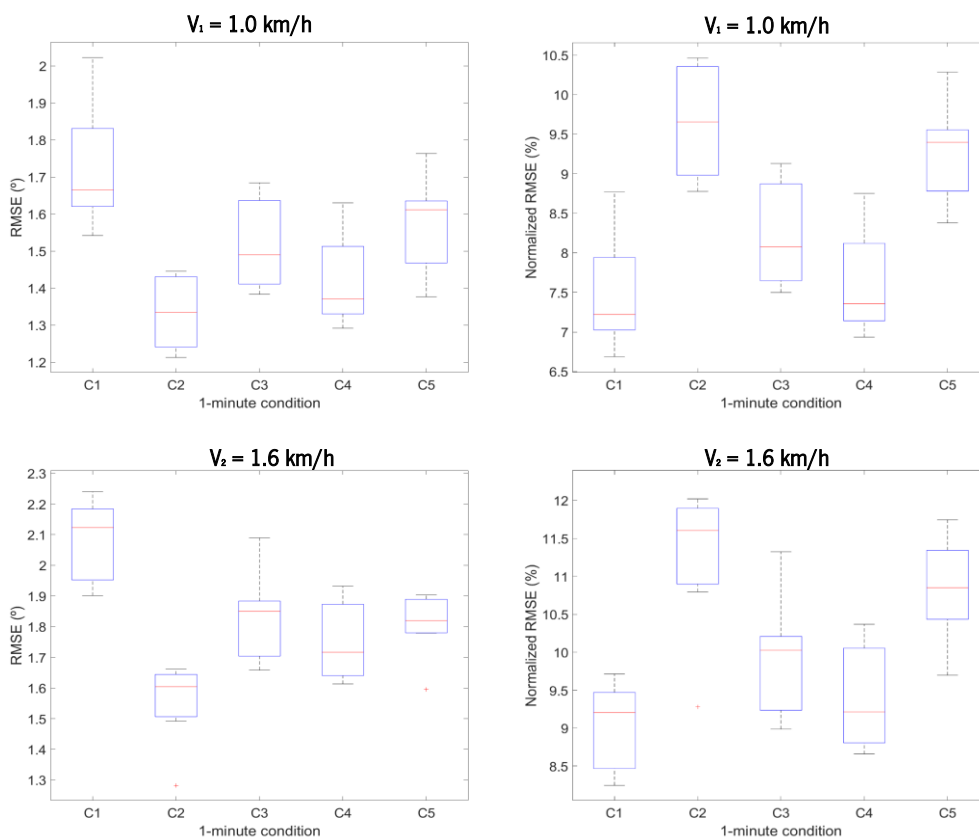 V₁ = 1.0 km/h
2
1.9
1.8
1.7
1.6
1.5
1.4
1.3
1.2
RMSE (º)
C1 C2 C3 C4 C5
1-minute condition
V₁ = 1.0 km/h
10.5
10
9.5
9
8.5
8
7.5
7
6.5
Normalized RMSE (%)
C1 C2 C3 C4 C5
1-minute condition
V₂ = 1.6 km/h
2.3
2.2
2.1
2
1.9
1.8
1.7
1.6
1.5
1.4
1.3
RMSE (º)
C1 C2 C3 C4 C5
1-minute condition
V₂ = 1.6 km/h
12
11.5
11
10.5
10
9.5
9
8.5
Normalized RMSE (%)
C1 C2 C3 C4 C5
1-minute condition